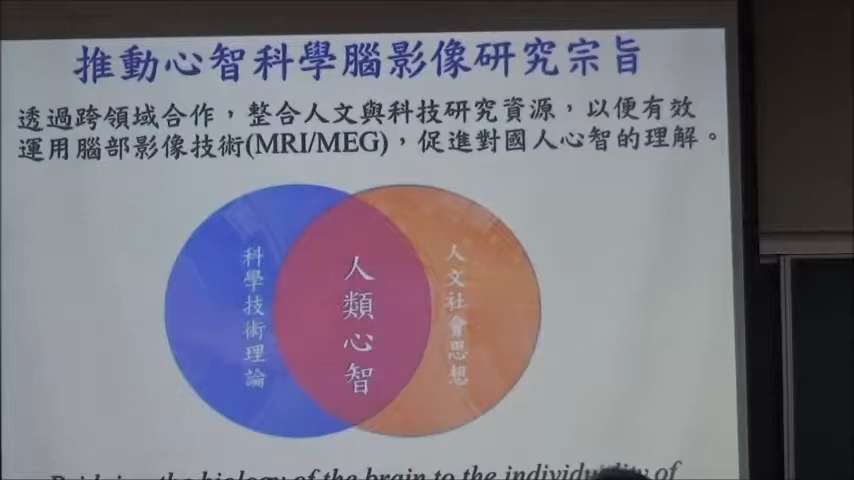 推動心智科學腦影像研究宗旨
透過跨領域合作，整合人文與科技研究資源，以便有效
運用腦部影像技術(MRI/MEG)，促進對國人心智的理解。
科學技術理論
人類心智
人文社會思想
the biology of the brain to the individuality of